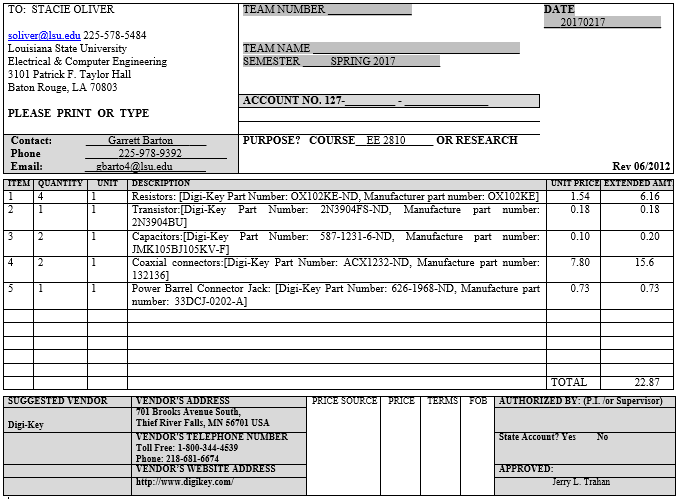 TO: STACIE OLIVER
soliver@lsu.edu 225-578-5484
Louisiana State University
Electrical & Computer Engineering
3101 Patrick F. Taylor Hall
Baton Rouge, LA 70803
PLEASE PRINT OR TYPE
TEAM NUMBER
TEAM NAME
SEMESTER SPRING 2017
DATE
20170217
ACCOUNT NO. 127-__________ - __________
Contact: Garrett Barton
Phone 225-978-9392
Email: gbarto4@lsu.edu
PURPOSE? COURSE EE 2810 OR RESEARCH
Rev 06/2012
ITEM QUANTITY UNIT DESCRIPTION UNIT PRICE EXTENDED AMT
1 4 1 Resistors: [Digi-Key Part Number: OX102KE-ND, Manufacturer part number: OX102KE] 1.54 6.16
2 1 1 Transistor:[Digi-Key Part Number: 2N3904FS-ND, Manufacture part number: 0.18 0.18
2N3904BU]
3 2 1 Capacitors:[Digi-Key Part Number: 587-1231-6-ND, Manufacture part number: 0.10 0.20
JMK105BJ105KV-F]
4 2 1 Coaxial connectors:[Digi-Key Part Number: ACX1232-ND, Manufacture part number: 7.80 15.6
132136]
5 1 1 Power Barrel Connector Jack: [Digi-Key Part Number: 626-1968-ND, Manufacture part 0.73 0.73
number: 33DCJ-0202-A]
TOTAL 22.87
SUGGESTED VENDOR
Digi-Key
VENDOR'S ADDRESS
701 Brooks Avenue South,
Thief River Falls, MN 56701 USA
VENDOR'S TELEPHONE NUMBER
Toll Free: 1-800-344-4539
Phone: 218-681-6674
VENDOR'S WEBSITE ADDRESS
http://www.digikey.com/
PRICE SOURCE PRICE TERMS FOB
AUTHORIZED BY: (P.I. /or Supervisor)
State Account? Yes No
APPROVED:
Jerry L. Trahan